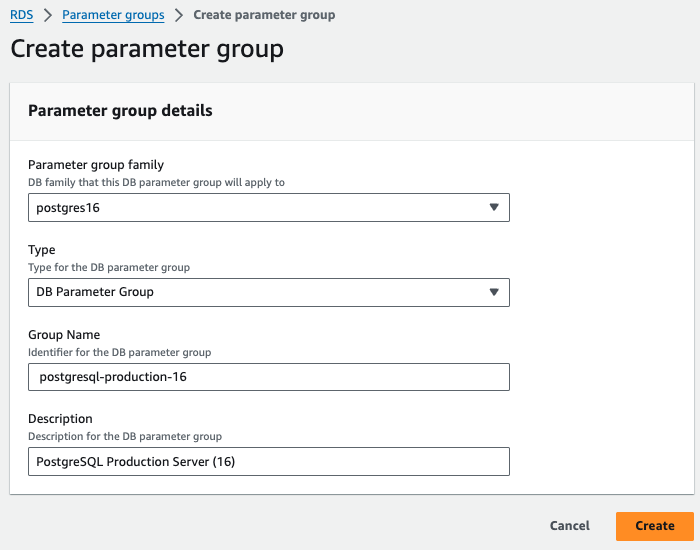 RDS > Parameter groups > Create parameter group
Create parameter group
Parameter group details
Parameter group family
DB family that this DB parameter group will apply to
postgres16
Type
Type for the DB parameter group
DB Parameter Group
Group Name
Identifier for the DB parameter group
postgresql-production-16
Description
Description for the DB parameter group
PostgreSQL Production Server (16)
Cancel Create